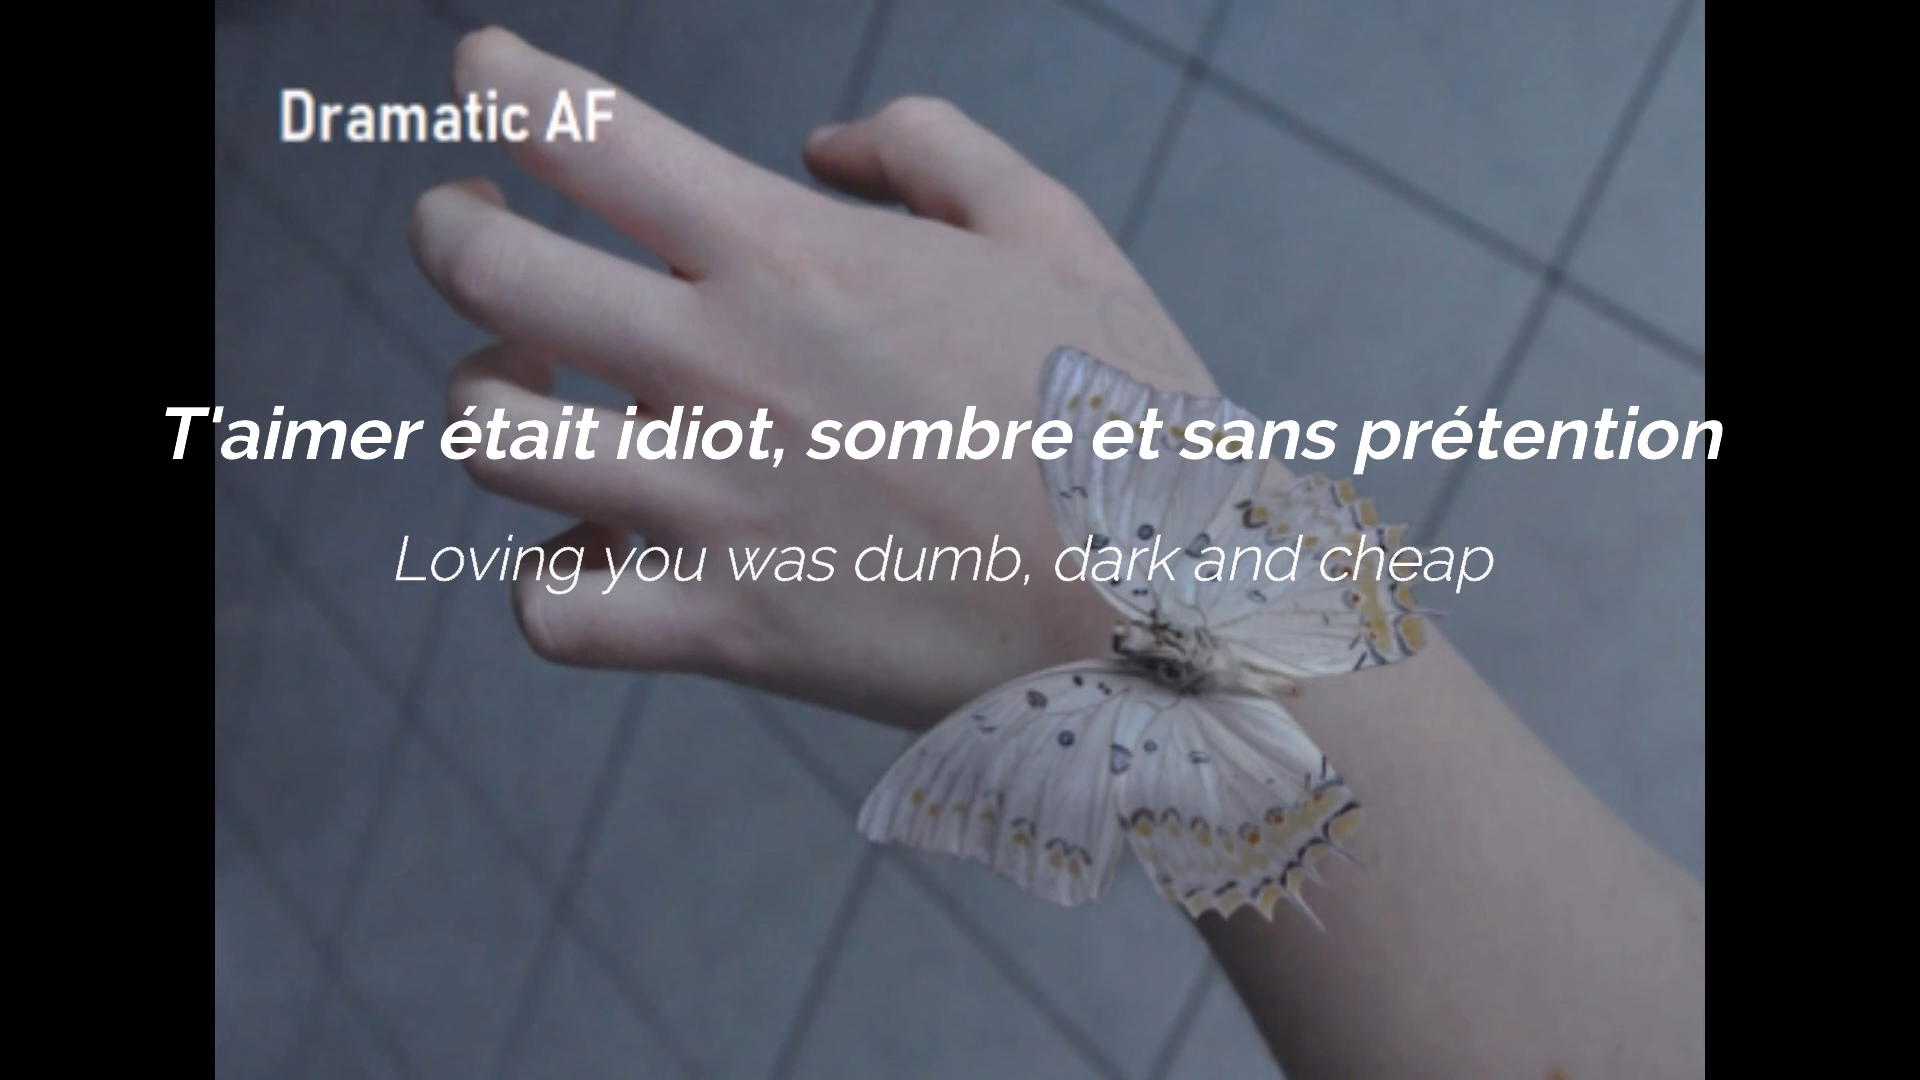 Dramatic AF
T'aimer était idiot, sombre et sans prétention
Loving you was dumb, dark and cheap